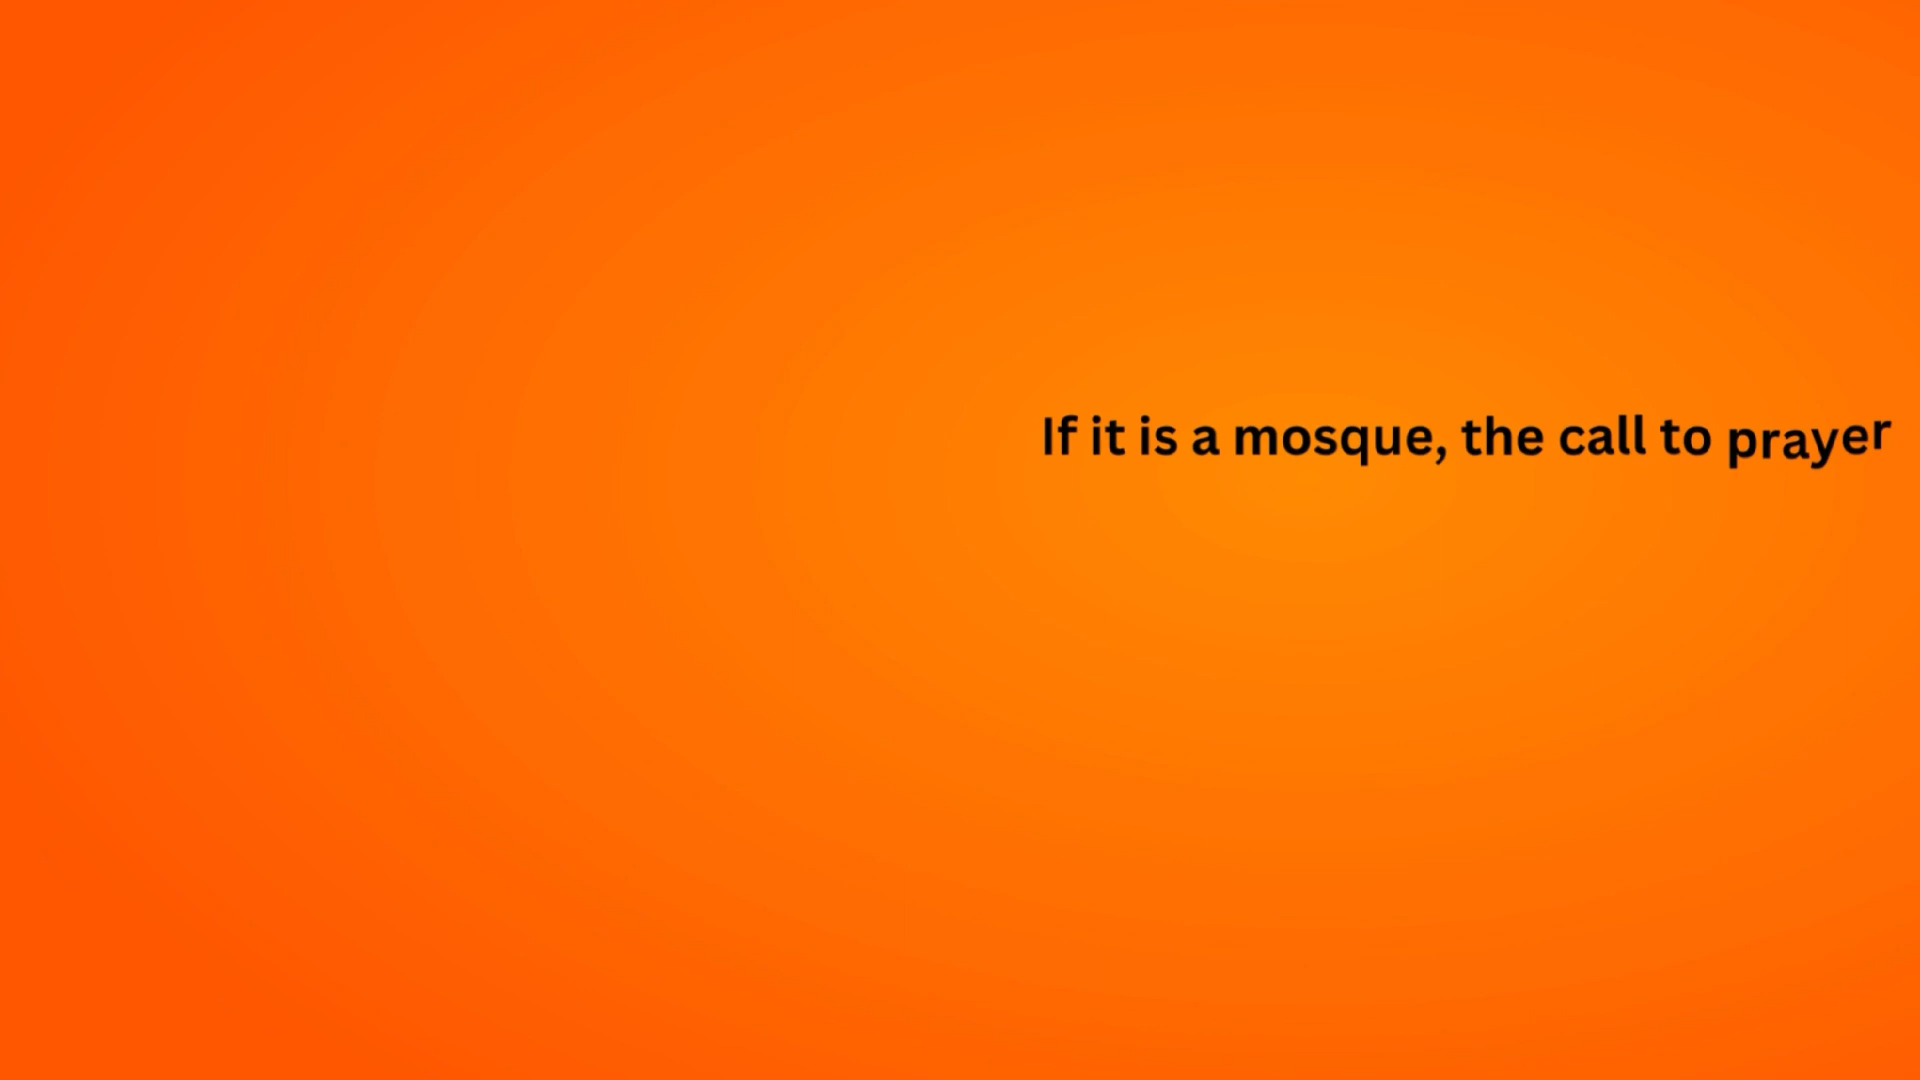 If it is a mosque, the call to prayer